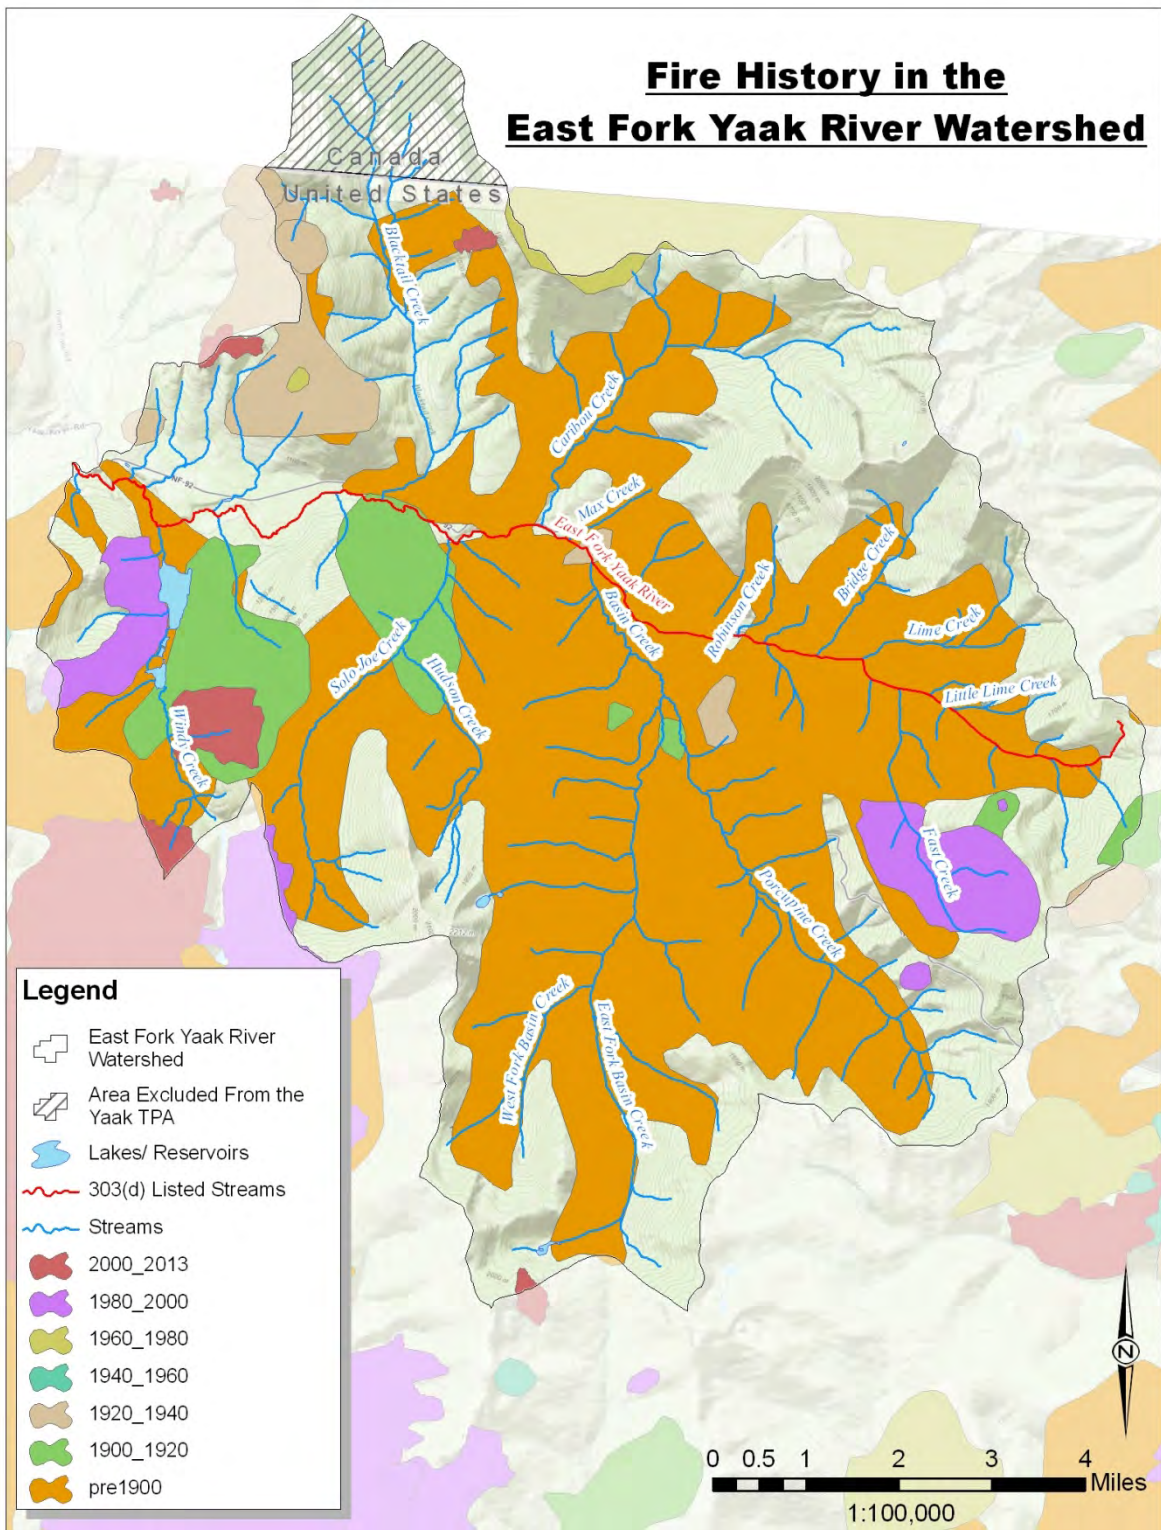 Fire History in the
East Fork Yaak River Watershed
Canada
United States
Blacktail Creek
Caribou Creek
NF-92
Max Creek
East Fork Yaak River
Basin Creek
Robinson Creek
Bridge Creek
Lime Creek
Little Lime Creek
Solo Joe Creek
Hudson Creek
Windy Creek
East Creek
Porcupine Creek
West Fork Basin Creek
East Fork Basin Creek
Legend
East Fork Yaak River
Watershed
Area Excluded From the
Yaak TPA
Lakes/ Reservoirs
303(d) Listed Streams
Streams
2000_2013
1980_2000
1960_1980
1940_1960
1920_1940
1900_1920
pre1900
N
0 0.5 1 2 3 4
Miles
1:100,000